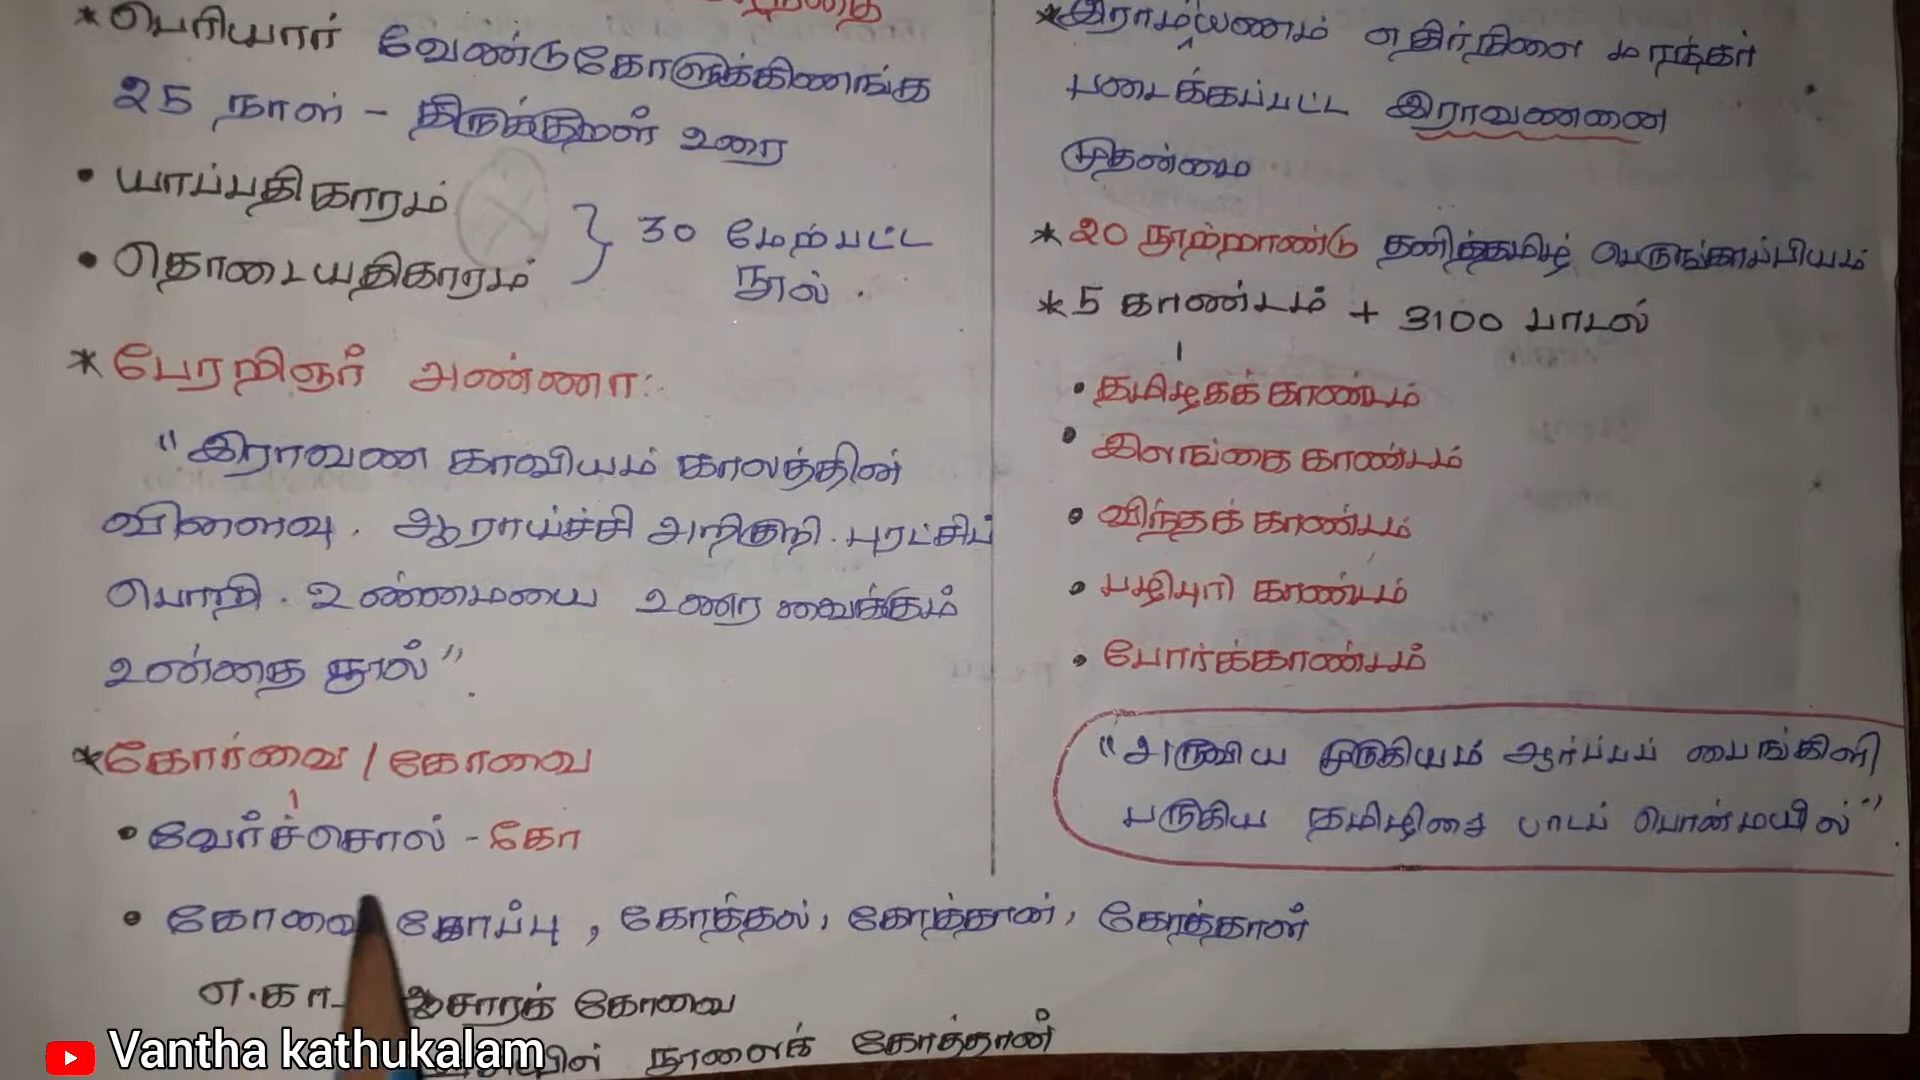 * பெரியார் வேண்டுகோளுக்கிணங்க
25 நாள் - திருக்குறள் உரை
• யாப்பதிகாரம்
• தொடையதிகாரம்
} 30 மேற்பட்ட
நூல்.
* பேரறிஞர் அண்ணா:
"இராவண காவியம் காலத்தின்
விளைவு. ஆராய்ச்சி அறிகுறி. புரட்சிப்
பொறி. உண்மையை உணர வைக்கும்
உன்னத நூல்".
* கோர்வை / கோவை
• வேர்ச்சொல் - கோ
• கோவை கோப்பு, கோத்தல், கோத்தான், கோத்தாள்
எ.கா ஆசாரக் கோவை
நூலைக் கோத்தான்
* இராமயணம் எதிர்நிலை மாந்தர்
படைக்கப்பட்ட இராவணனை
முதன்மை
* 20 நூற்றாண்டு தனித்தமிழ் பெருங்காப்பியம்
* 5 காண்டம் + 3100 பாடல்
• தமிழகக் காண்டம்
• இலங்கை காண்டம்
• விந்தக் காண்டம்
• பழிபுரி காண்டம்
• போர்க்காண்டம்
"அருவிய முருகியம் ஆர்ப்பப் பைங்கிளி
பருகிய தமிழிசை பாடப் பொன்மயில்"
Vantha kathukalam